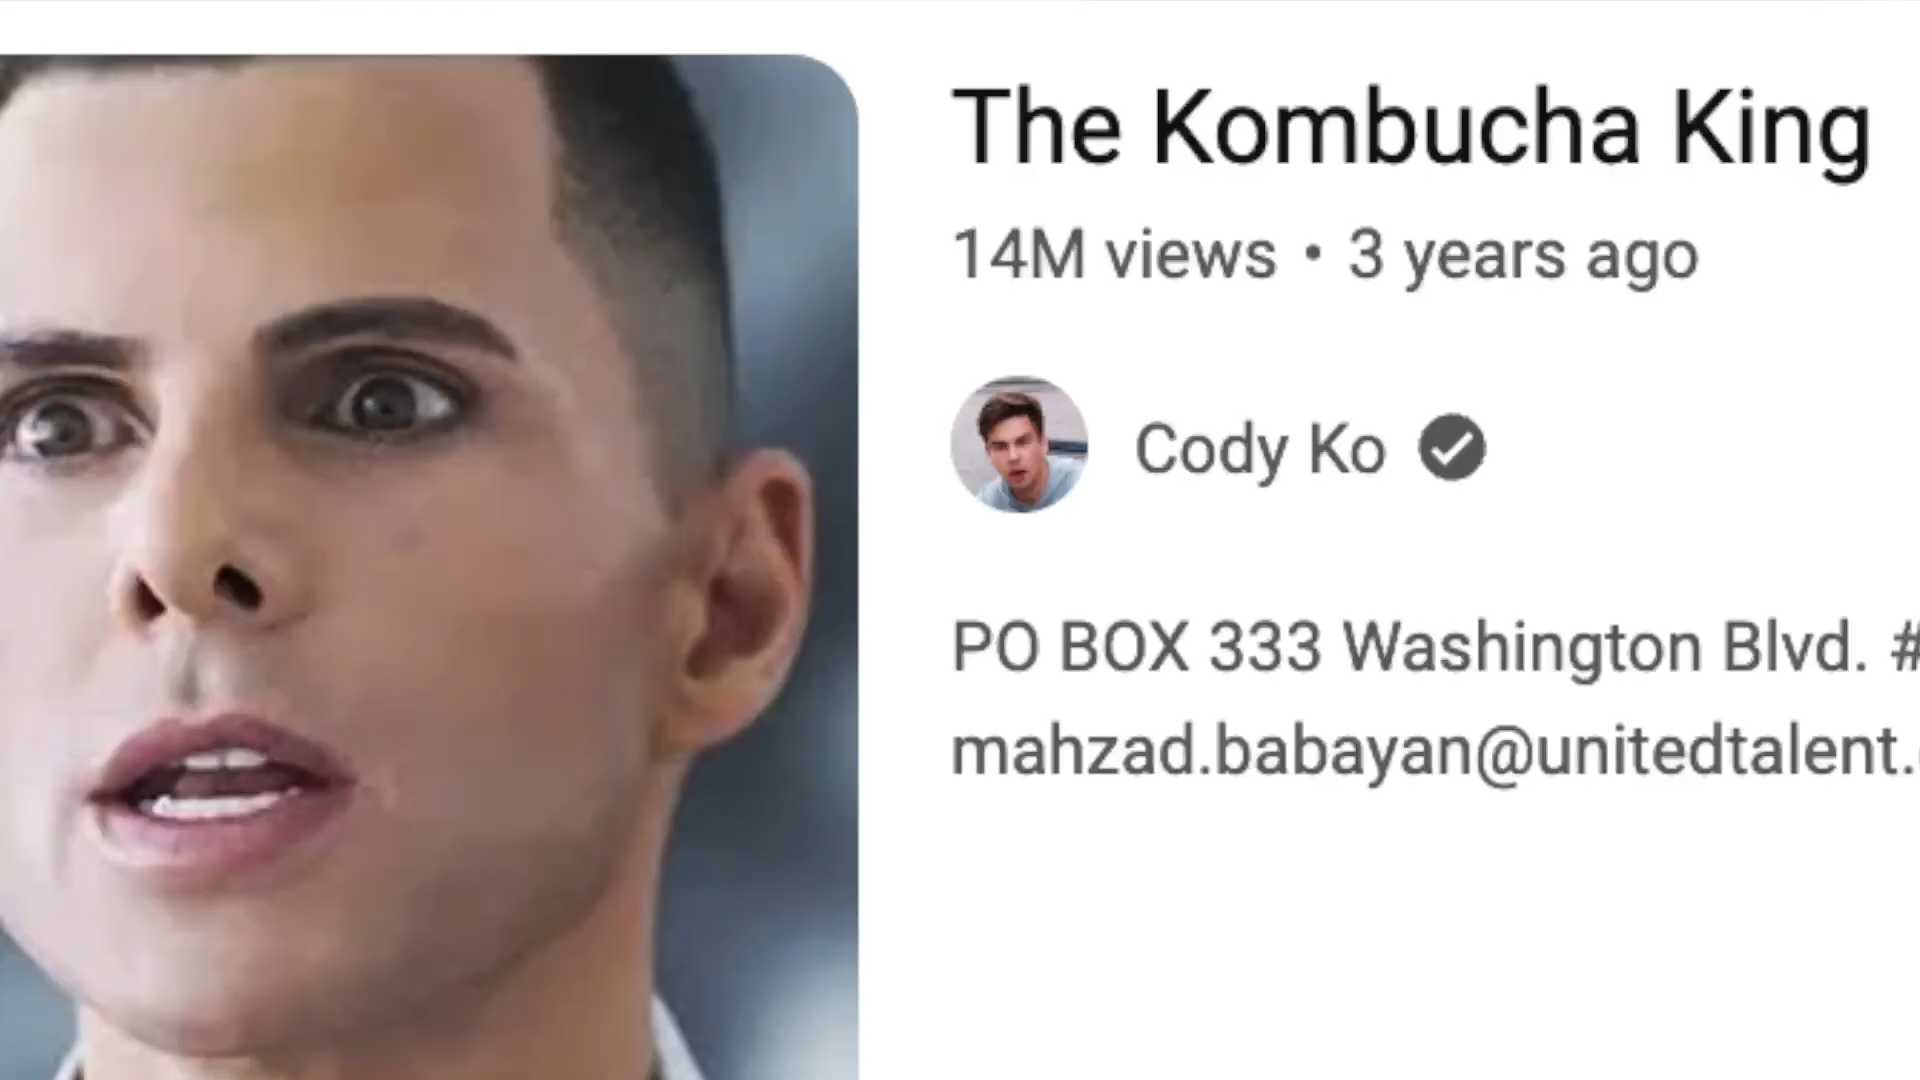 The Kombucha King
14M views • 3 years ago
Cody Ko
PO BOX 333 Washington Blvd. #
mahzad.babayan@unitedtalent.